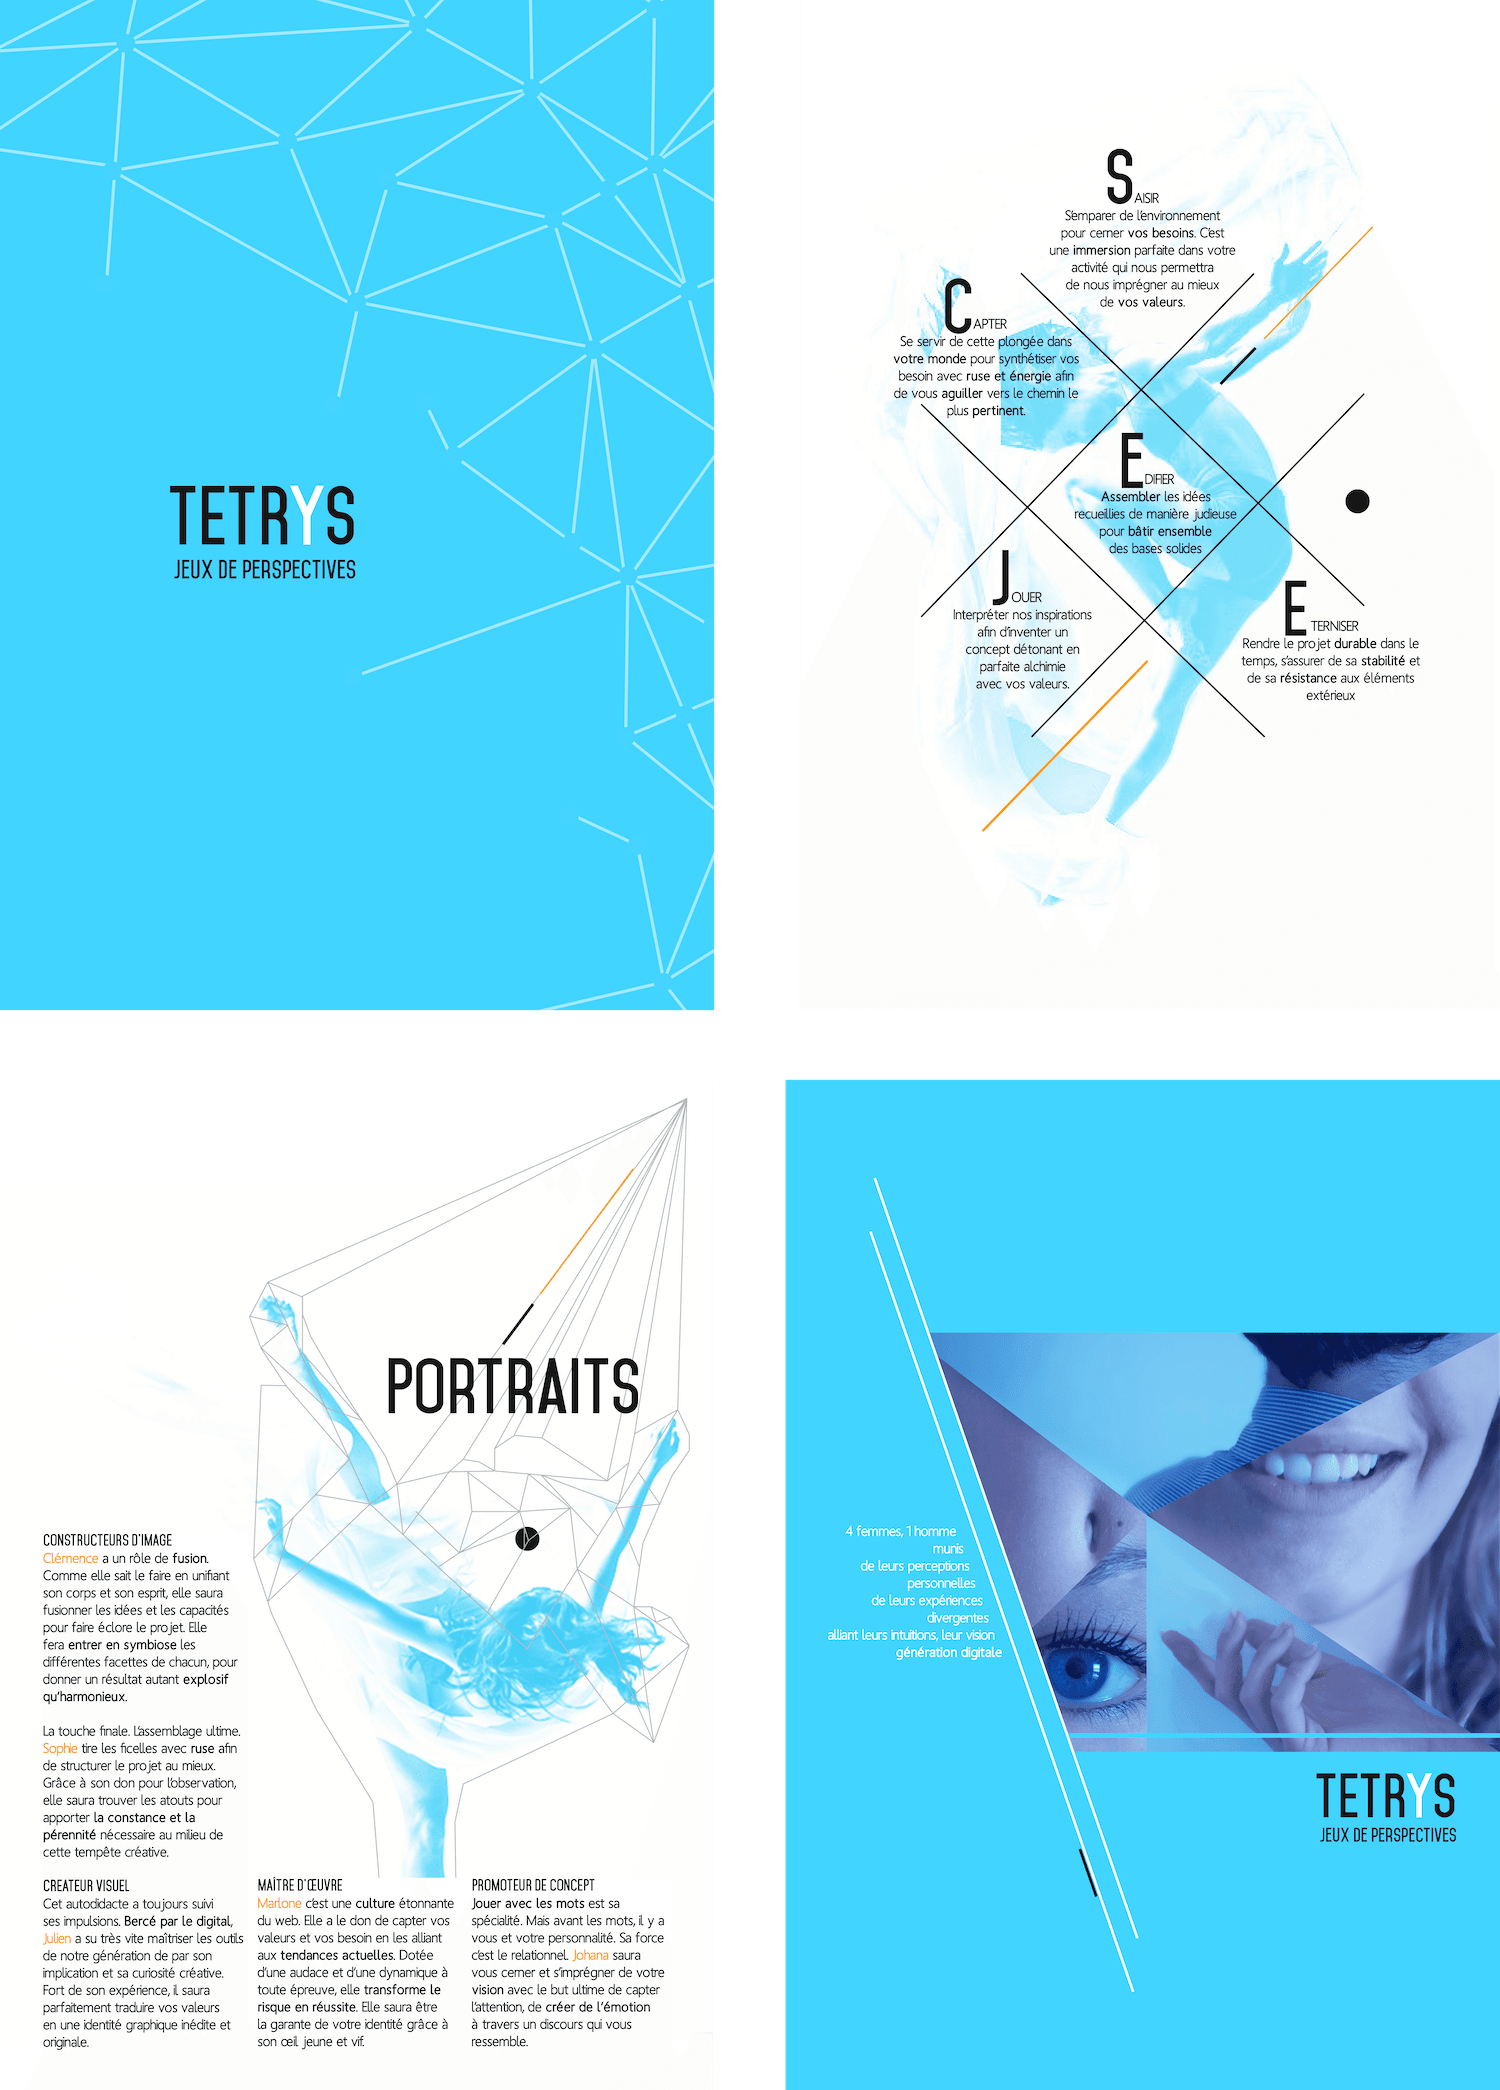 TETRYS
JEUX DE PERSPECTIVES
SAISIR
S'emparer de l'environnement
pour cerner vos besoins. C'est
une immersion parfaite dans votre
activité qui nous permettra
de nous imprégner au mieux
de vos valeurs.
CAPTER
Se servir de cette plongée dans
votre monde pour synthétiser vos
besoin avec ruse et énergie afin
de vous aguiller vers le chemin le
plus pertinent.
EDIFIER
Assembler les idées
recueillies de manière judieuse
pour bâtir ensemble
des bases solides
JOUER
Interpréter nos inspirations
afin d'inventer un
concept détonant en
parfaite alchimie
avec vos valeurs.
ETERNISER
Rendre le projet durable dans le
temps, s'assurer de sa stabilité et
de sa résistance aux éléments
extérieux
PORTRAITS
CONSTRUCTEURS D'IMAGE
Clémence a un rôle de fusion.
Comme elle sait le faire en unifiant
son corps et son esprit, elle saura
fusionner les idées et les capacités
pour faire éclore le projet. Elle
fera entrer en symbiose les
différentes facettes de chacun, pour
donner un résultat autant explosif
qu'harmonieux.
La touche finale. L'assemblage ultime.
Sophie tire les ficelles avec ruse afin
de structurer le projet au mieux.
Grâce à son don pour l'observation,
elle saura trouver les atouts pour
apporter la constance et la
pérennité nécessaire au milieu de
cette tempête créative.
CREATEUR VISUEL
Cet autodidacte a toujours suivi
ses impulsions. Bercé par le digital,
Julien a su très vite maîtriser les outils
de notre génération de par son
implication et sa curiosité créative.
Fort de son expérience, il saura
parfaitement traduire vos valeurs
en une identité graphique inédite et
originale.
MAÎTRE D'ŒUVRE
Marlone c'est une culture étonnante
du web. Elle a le don de capter vos
valeurs et vos besoin en les alliant
aux tendances actuelles. Dotée
d'une audace et d'une dynamique à
toute épreuve, elle transforme le
risque en réussite. Elle saura être
la garante de votre identité grâce à
son œil jeune et vif.
PROMOTEUR DE CONCEPT
Jouer avec les mots est sa
spécialité. Mais avant les mots, il y a
vous et votre personnalité. Sa force
c'est le relationnel. Johana saura
vous cerner et s'imprégner de votre
vision avec le but ultime de capter
l'attention, de créer de l'émotion
à travers un discours qui vous
ressemble.
4 femmes, 1 homme
munis
de leurs perceptions
personnelles
de leurs expériences
divergentes
alliant leurs intuitions, leur vision
génération digitale
TETRYS
JEUX DE PERSPECTIVES